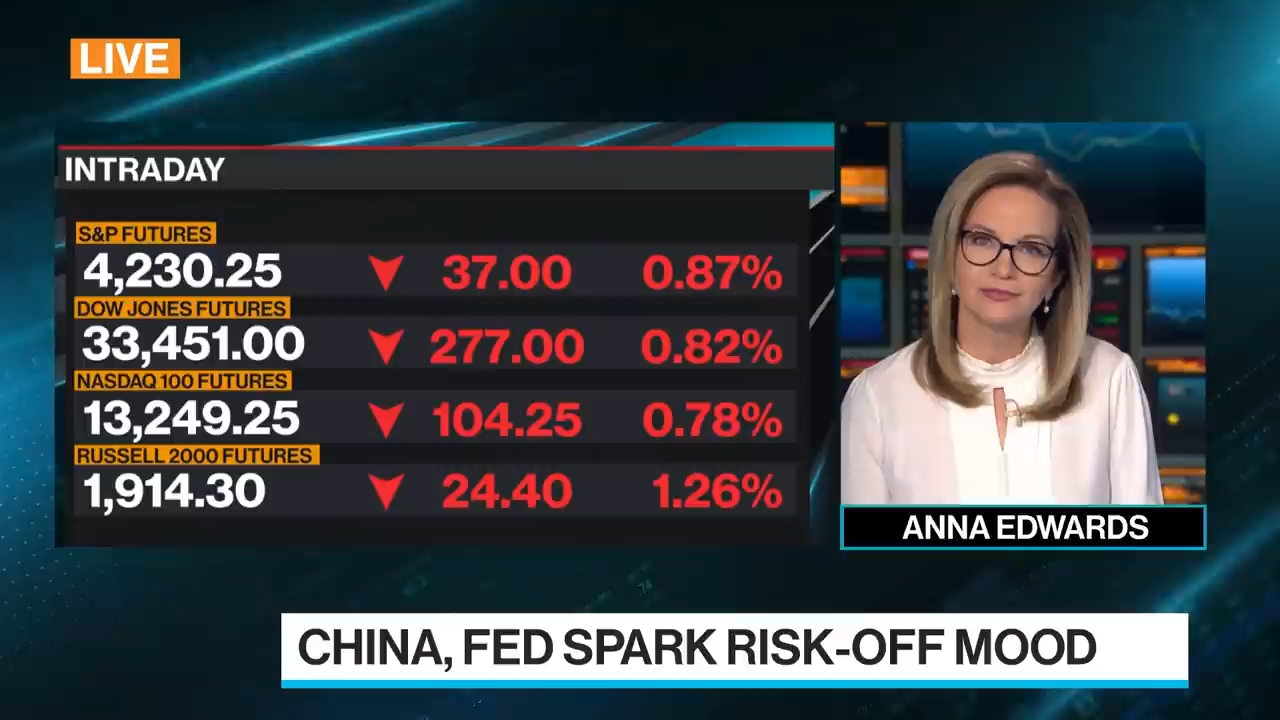 LIVE
INTRADAY
S&P FUTURES
4,230.25 37.00 0.87%
DOW JONES FUTURES
33,451.00 277.00 0.82%
NASDAQ 100 FUTURES
13,249.25 104.25 0.78%
RUSSELL 2000 FUTURES
1,914.30 24.40 1.26%
ANNA EDWARDS
CHINA, FED SPARK RISK-OFF MOOD